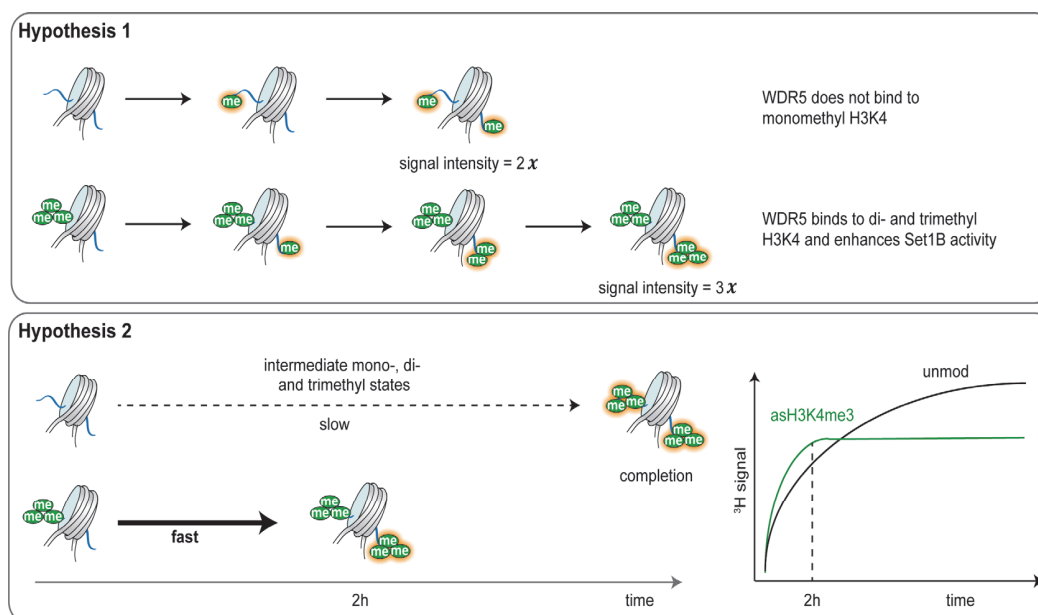 Hypothesis 1
me
me
me
WDR5 does not bind to
monomethyl H3K4
signal intensity = 2 x
me
me me
me
me me
me
me
me me
me
me
me
me me
me
me me
WDR5 binds to di- and trimethyl
H3K4 and enhances Set1B activity
signal intensity = 3 x
Hypothesis 2
intermediate mono-, di-
and trimethyl states
slow
me
me me
me
me me
completion
me
me me
fast
me
me me
me
me me
2h
time
unmod
asH3K4me3
³H signal
2h
time